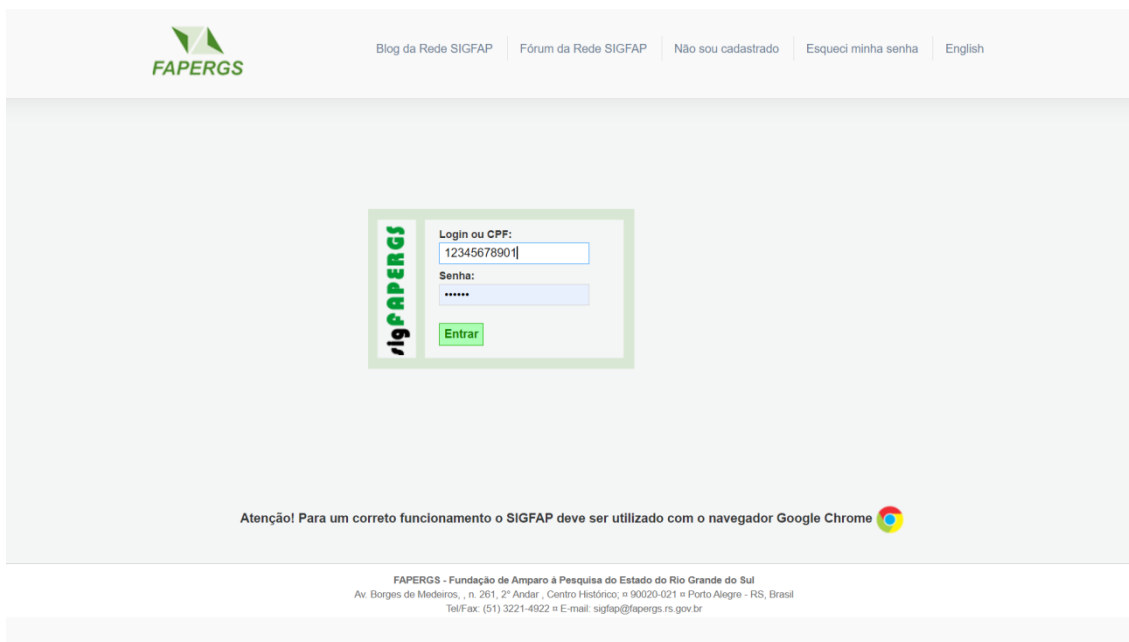 FAPERGS
Blog da Rede SIGFAP
Fórum da Rede SIGFAP
Não sou cadastrado
Esqueci minha senha
English
sigFAPERGS
Login ou CPF:
12345678901
Senha:
••••••
Entrar
Atenção! Para um correto funcionamento o SIGFAP deve ser utilizado com o navegador Google Chrome
FAPERGS - Fundação de Amparo à Pesquisa do Estado do Rio Grande do Sul
Av. Borges de Medeiros, , n. 261, 2° Andar , Centro Histórico; ¤ 90020-021 ¤ Porto Alegre - RS, Brasil
Tel/Fax: (51) 3221-4922 ¤ E-mail: sigfap@fapergs.rs.gov.br